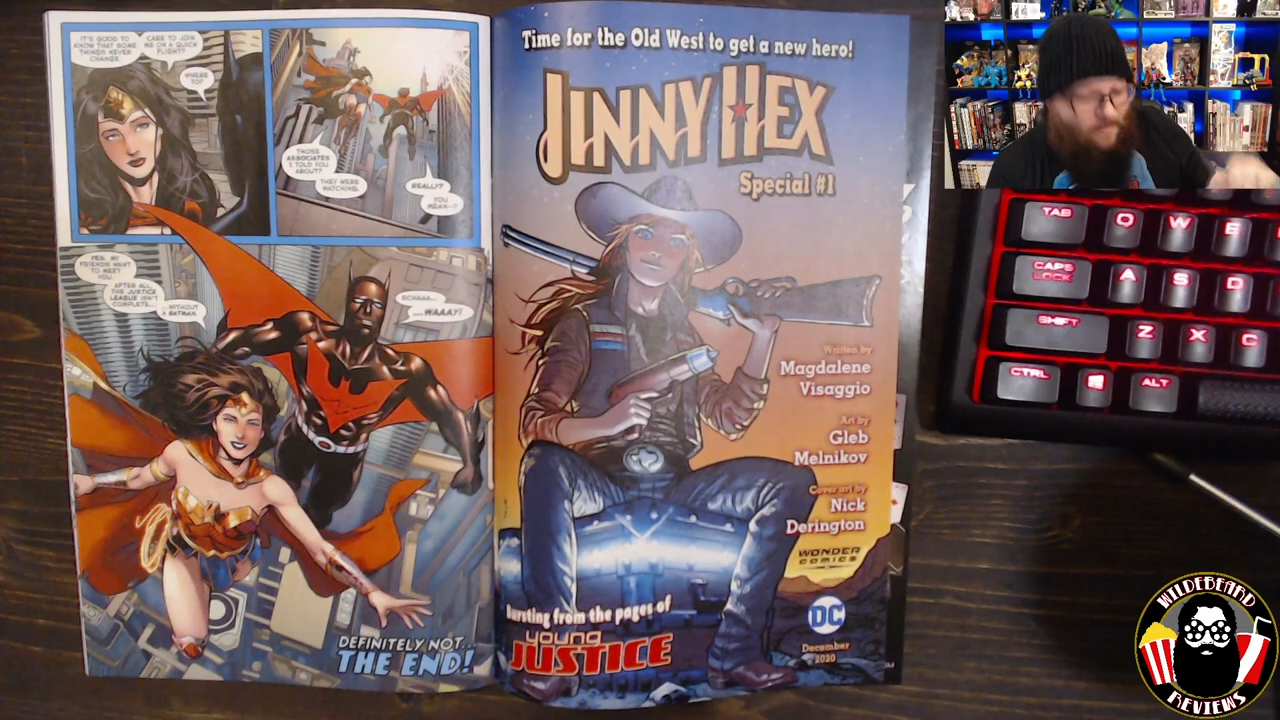 IT'S GOOD TO
KNOW THAT SOME
THINGS NEVER
CHANGE.
CARE TO JOIN
ME ON A QUICK
FLIGHT?
WHERE
TO?
THOSE
ASSOCIATES
I TOLD YOU
ABOUT?
THEY WERE
WATCHING.
REALLY?
YOU
MEAN--?
YES. MY
FRIENDS WANT
TO MEET
YOU.
AFTER ALL,
THE JUSTICE
LEAGUE ISN'T
COMPLETE...
...WITHOUT
A BATMAN.
SCHAAA...
...WAAAY?
DEFINITELY NOT...
THE END!
Time for the Old West to get a new hero!
JINNY HEX
Special #1
Written by
Magdalene
Visaggio
Art by
Gleb
Melnikov
Cover art by
Nick
Derington
WONDER
COMICS
DC
December
2020
Bursting from the pages of
young
JUSTICE
TAB
Q
W
E
CAPS
LOCK
A
S
D
SHIFT
Z
X
C
CTRL
ALT
WILDEBEARD
REVIEWS